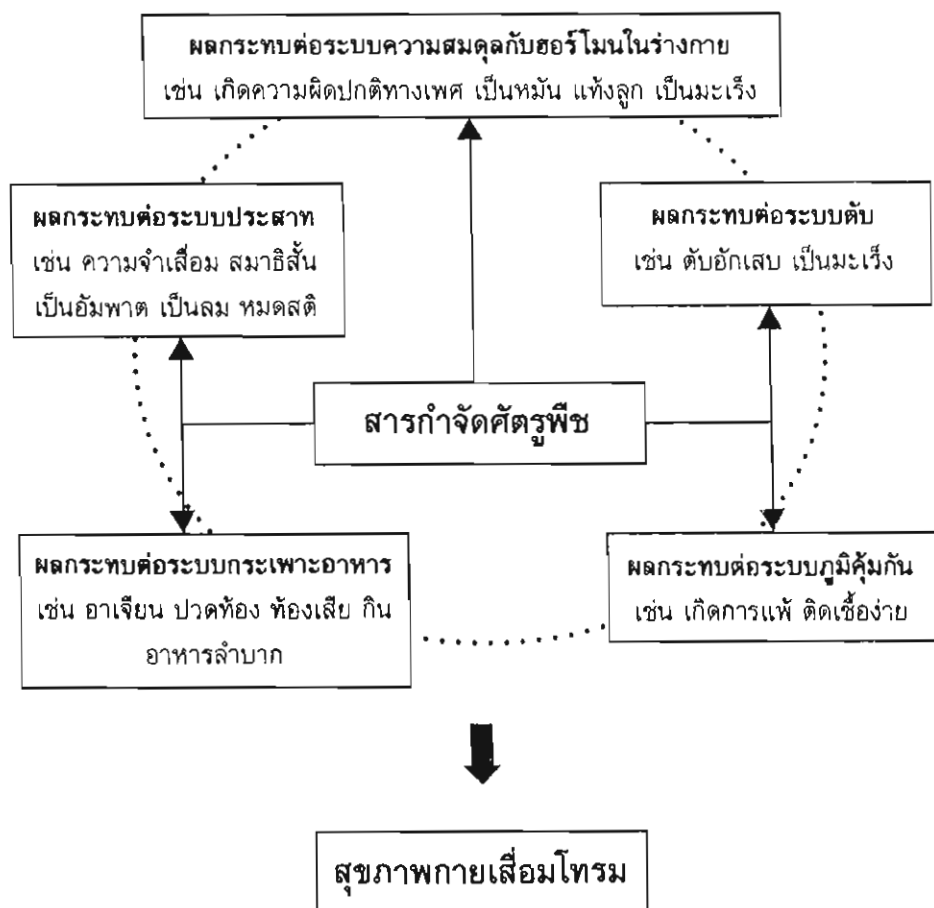 ผลกระทบต่อระบบความสมดุลกับฮอร์โมนในร่างกาย
เช่น เกิดความผิดปกติทางเพศ เป็นหมัน แท้งลูก เป็นมะเร็ง
ผลกระทบต่อระบบประสาท
เช่น ความจำเสื่อม สมาธิสั้น
เป็นอัมพาต เป็นลม หมดสติ
ผลกระทบต่อระบบตับ
เช่น ตับอักเสบ เป็นมะเร็ง
สารกำจัดศัตรูพืช
ผลกระทบต่อระบบกระเพาะอาหาร
เช่น อาเจียน ปวดท้อง ท้องเสีย กิน
อาหารลำบาก
ผลกระทบต่อระบบภูมิคุ้มกัน
เช่น เกิดการแพ้ ติดเชื้อง่าย
สุขภาพกายเสื่อมโทรม